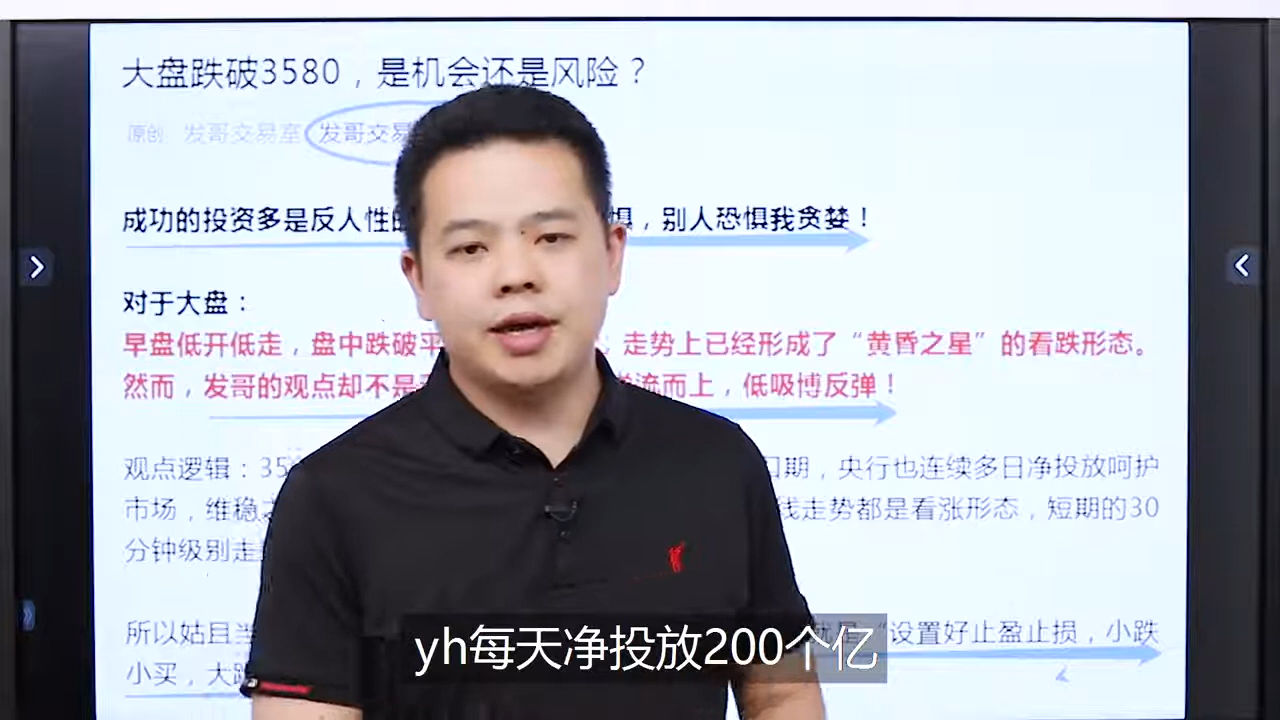 大盘跌破3580，是机会还是风险？
原创 发哥交易室 发哥交易
成功的投资多是反人性的 惧，别人恐惧我贪婪！
对于大盘：
早盘低开低走，盘中跌破平 走势上已经形成了“黄昏之星”的看跌形态。
然而，发哥的观点却不是 流而上，低吸博反弹！
观点逻辑：35 口期，央行也连续多日净投放呵护
市场，维稳 线走势都是看涨形态，短期的30
分钟级别走
所以姑且当 就是“设置好止盈止损，小跌
小买，大跌
yh每天净投放200个亿